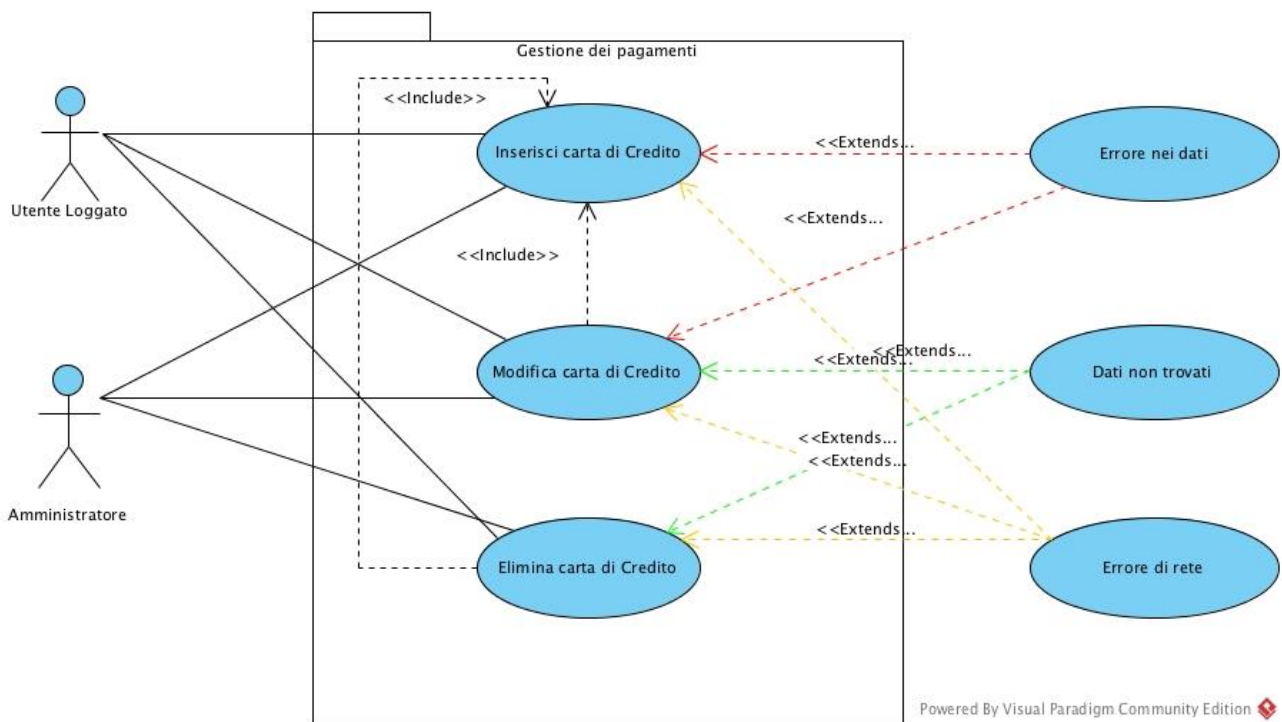 Gestione dei pagamenti
<<Include>>
Inserisci carta di Credito
<<Extends...
Errore nei dati
Utente Loggato
<<Extends...
<<Include>>
<<Extends...
<<Extends...
Modifica carta di Credito
Dati non trovati
<<Extends...
<<Extends...
Amministratore
<<Extends...
Elimina carta di Credito
Errore di rete
Powered By Visual Paradigm Community Edition